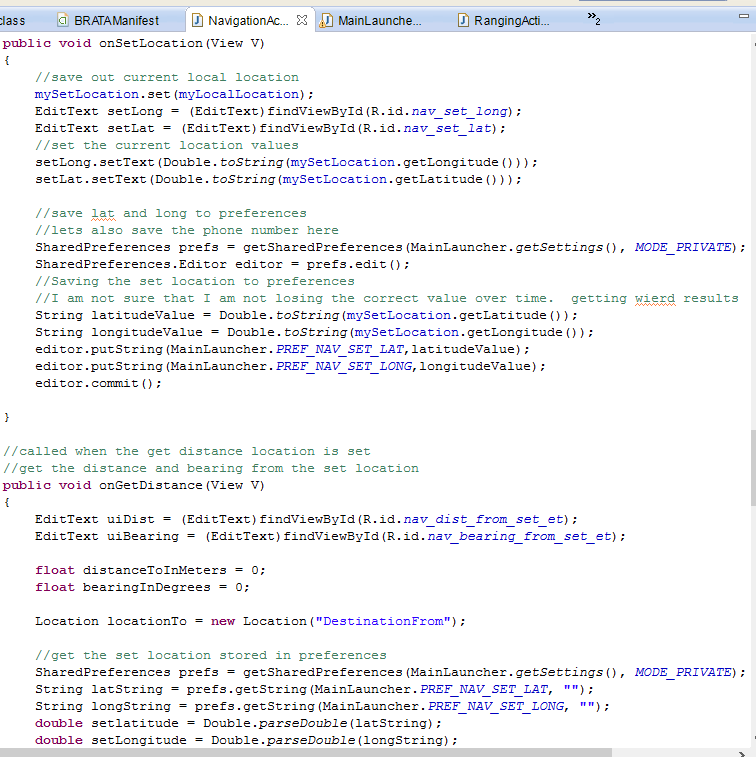 class
BRATAManifest
NavigationAc...
MainLaunche...
RangingActi...
»2
public void onSetLocation(View V)
{
//save out current local location
mySetLocation.set(myLocalLocation);
EditText setLong = (EditText)findViewById(R.id.nav_set_long);
EditText setLat = (EditText)findViewById(R.id.nav_set_lat);
//set the current location values
setLong.setText(Double.toString(mySetLocation.getLongitude()));
setLat.setText(Double.toString(mySetLocation.getLatitude()));
//save lat and long to preferences
//lets also save the phone number here
SharedPreferences prefs = getSharedPreferences(MainLauncher.getSettings(), MODE_PRIVATE);
SharedPreferences.Editor editor = prefs.edit();
//Saving the set location to preferences
//I am not sure that I am not losing the correct value over time.  getting wierd results
String latitudeValue = Double.toString(mySetLocation.getLatitude());
String longitudeValue = Double.toString(mySetLocation.getLongitude());
editor.putString(MainLauncher.PREF_NAV_SET_LAT,latitudeValue);
editor.putString(MainLauncher.PREF_NAV_SET_LONG,longitudeValue);
editor.commit();
}
//called when the get distance location is set
//get the distance and bearing from the set location
public void onGetDistance(View V)
{
EditText uiDist = (EditText)findViewById(R.id.nav_dist_from_set_et);
EditText uiBearing = (EditText)findViewById(R.id.nav_bearing_from_set_et);
float distanceToInMeters = 0;
float bearingInDegrees = 0;
Location locationTo = new Location("DestinationFrom");
//get the set location stored in preferences
SharedPreferences prefs = getSharedPreferences(MainLauncher.getSettings(), MODE_PRIVATE);
String latString = prefs.getString(MainLauncher.PREF_NAV_SET_LAT, "");
String longString = prefs.getString(MainLauncher.PREF_NAV_SET_LONG, "");
double setlatitude = Double.parseDouble(latString);
double setLongitude = Double.parseDouble(longString);